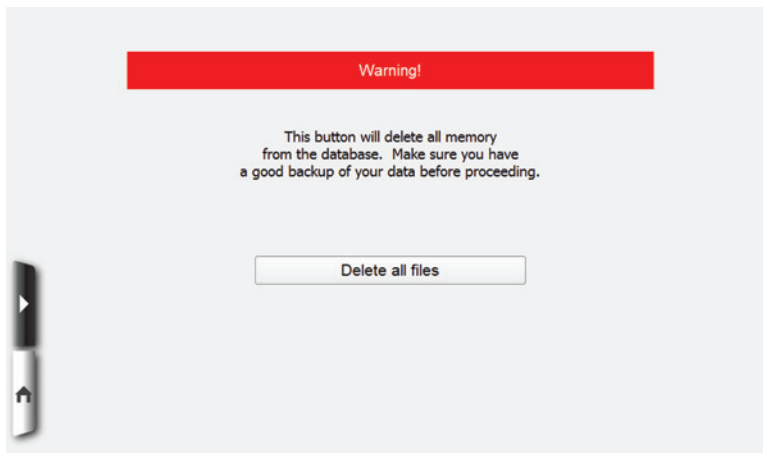 Warning!
This button will delete all memory
from the database.  Make sure you have
a good backup of your data before proceeding.
Delete all files